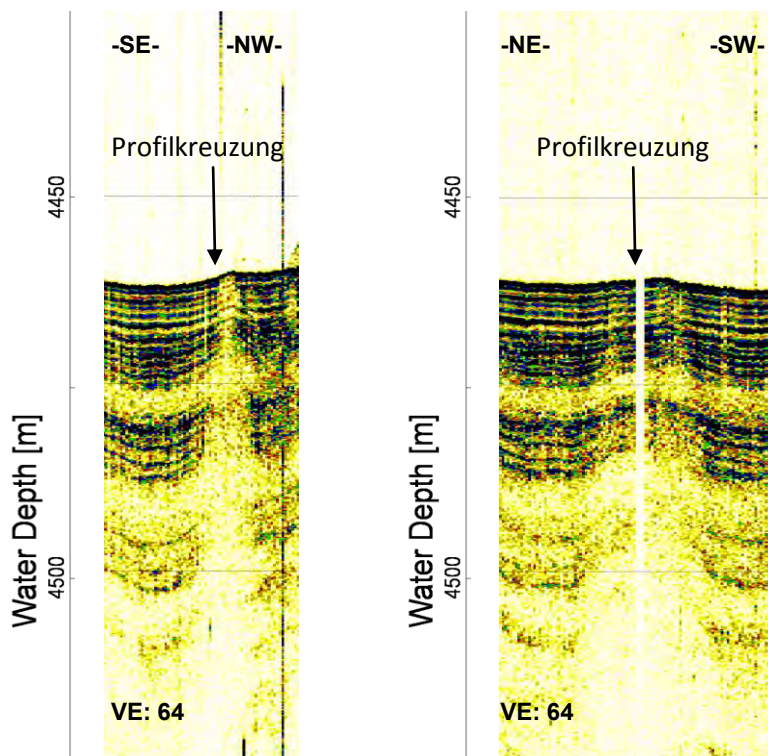 -SE- -NW-
Profilkreuzung
4450
Water Depth [m]
4500
VE: 64
-NE- -SW-
Profilkreuzung
4450
Water Depth [m]
4500
VE: 64